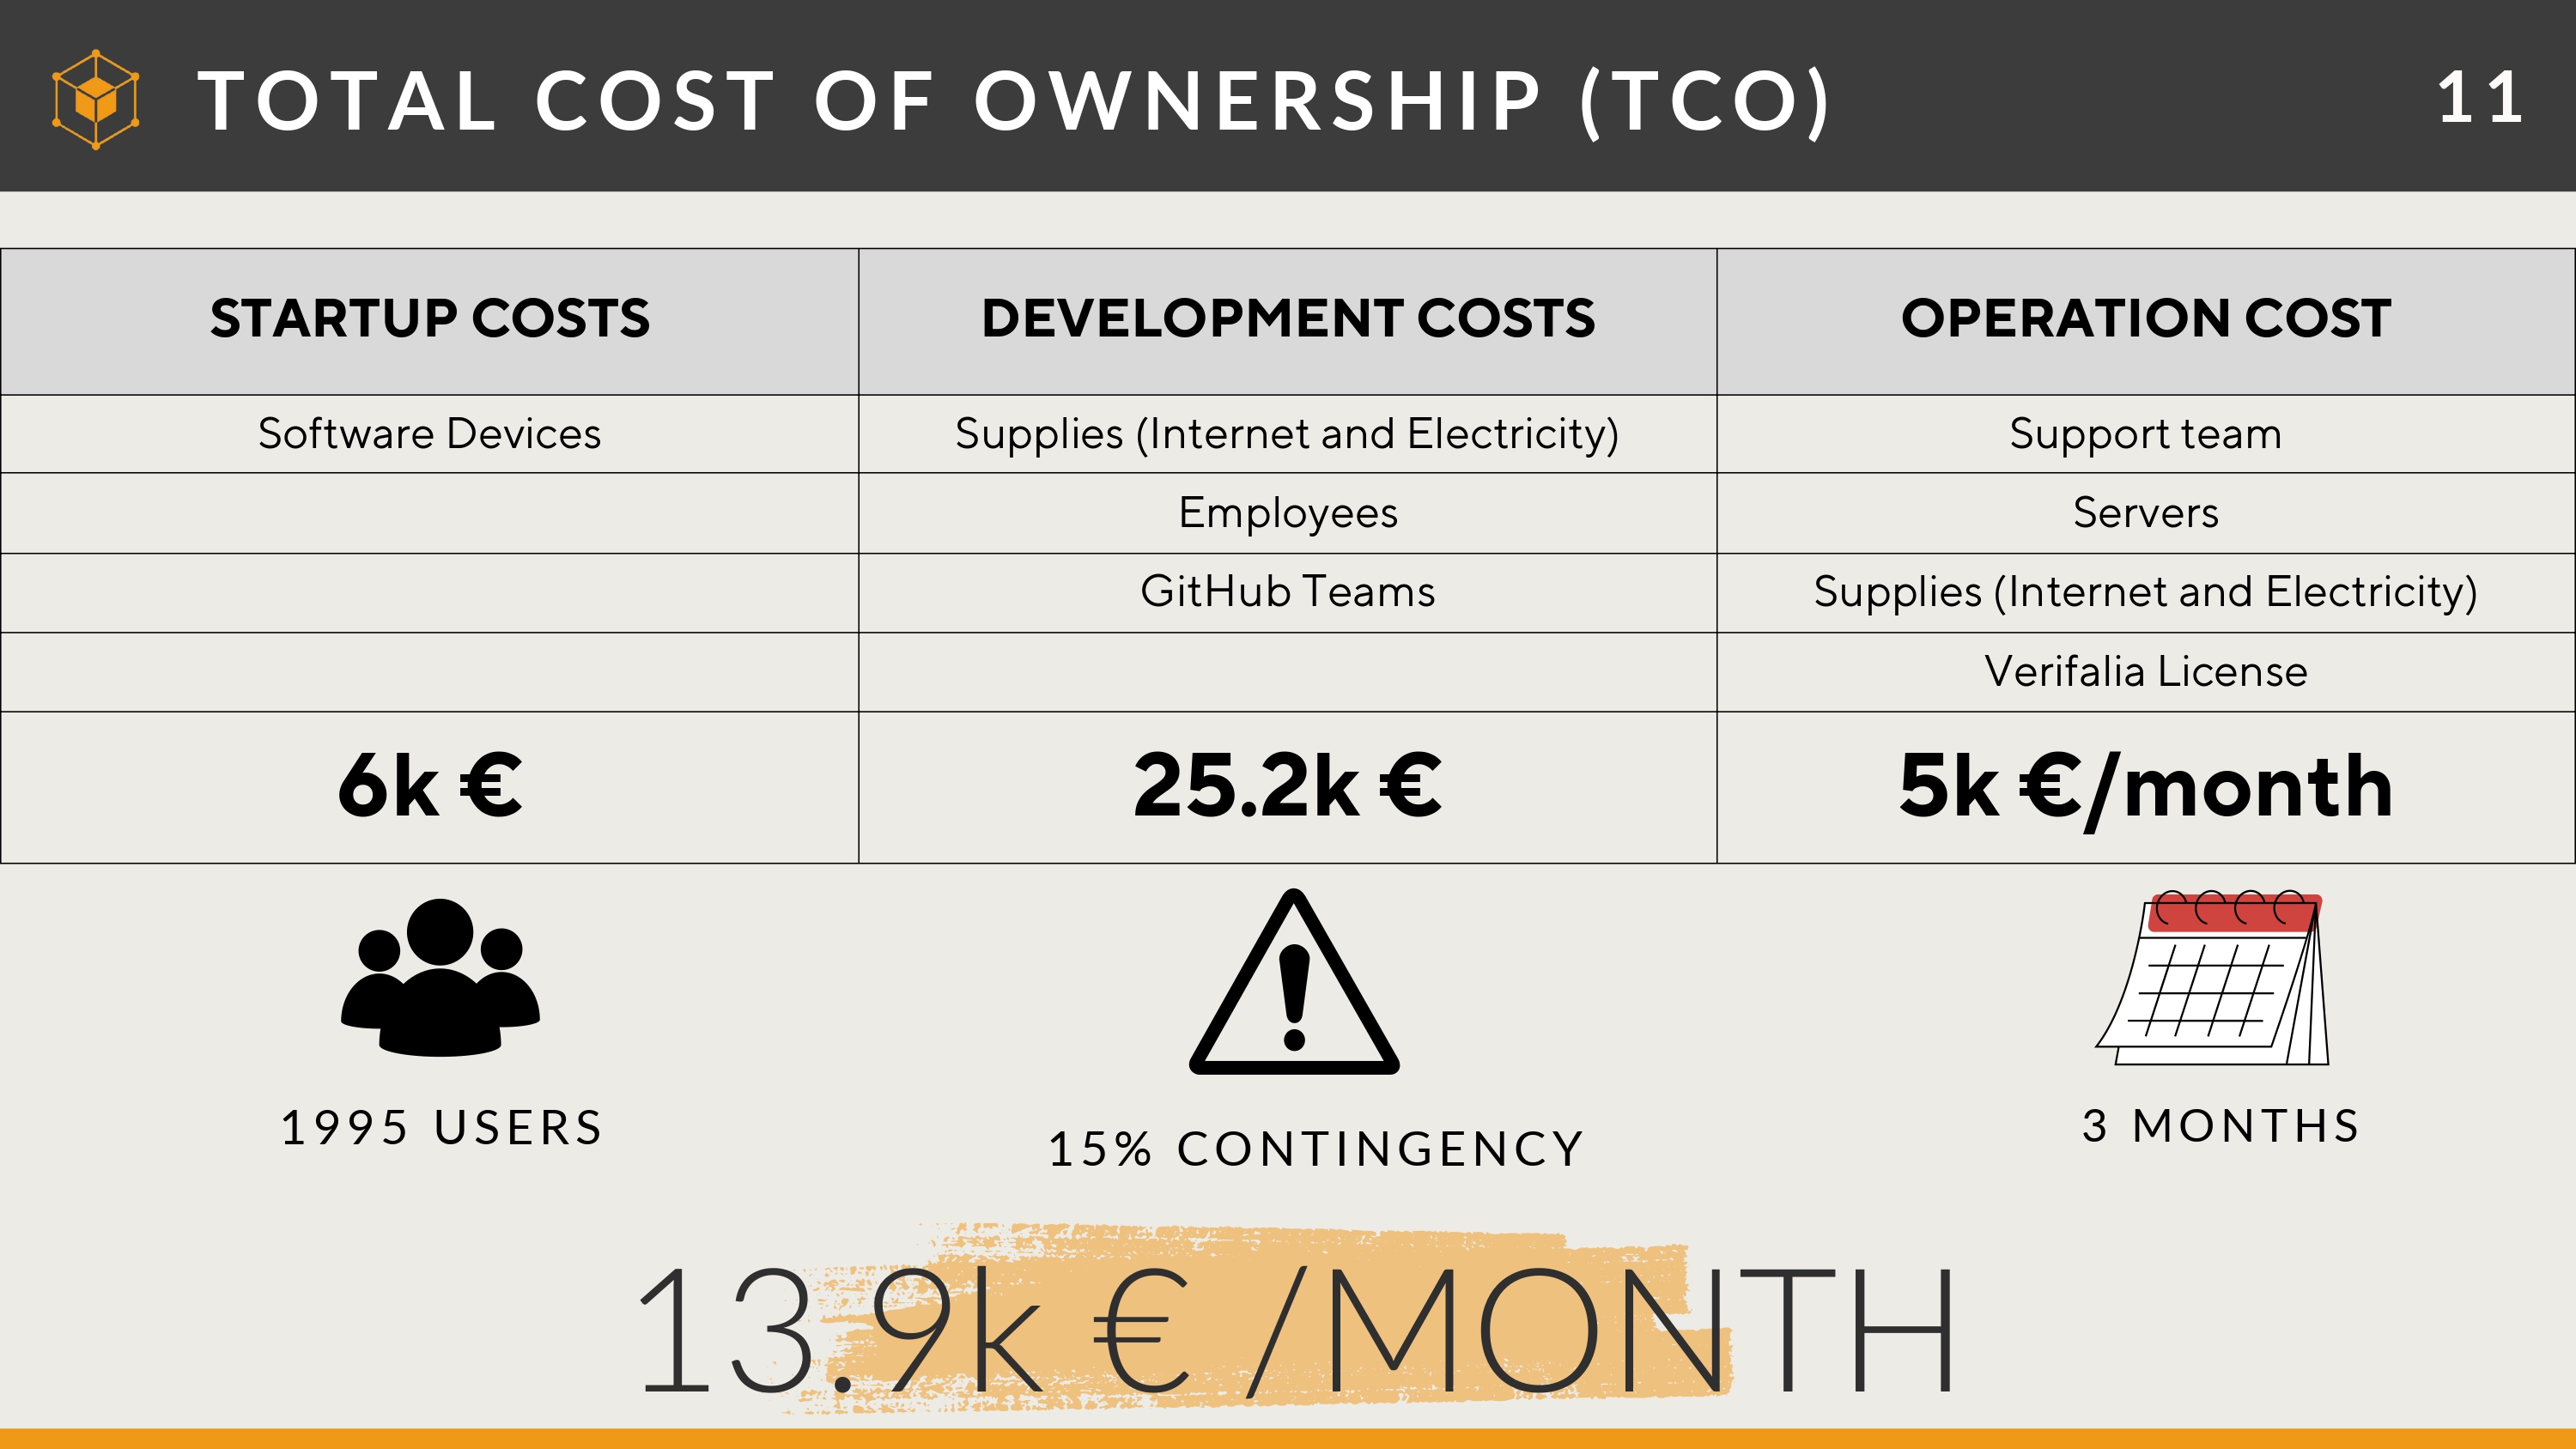 TOTAL COST OF OWNERSHIP (TCO)
11
STARTUP COSTS DEVELOPMENT COSTS OPERATION COST
Software Devices Supplies (Internet and Electricity) Support team
Employees Servers
GitHub Teams Supplies (Internet and Electricity)
Verifalia License
6k € 25.2k € 5k €/month
1995 USERS
15% CONTINGENCY
3 MONTHS
13.9k € /MONTH